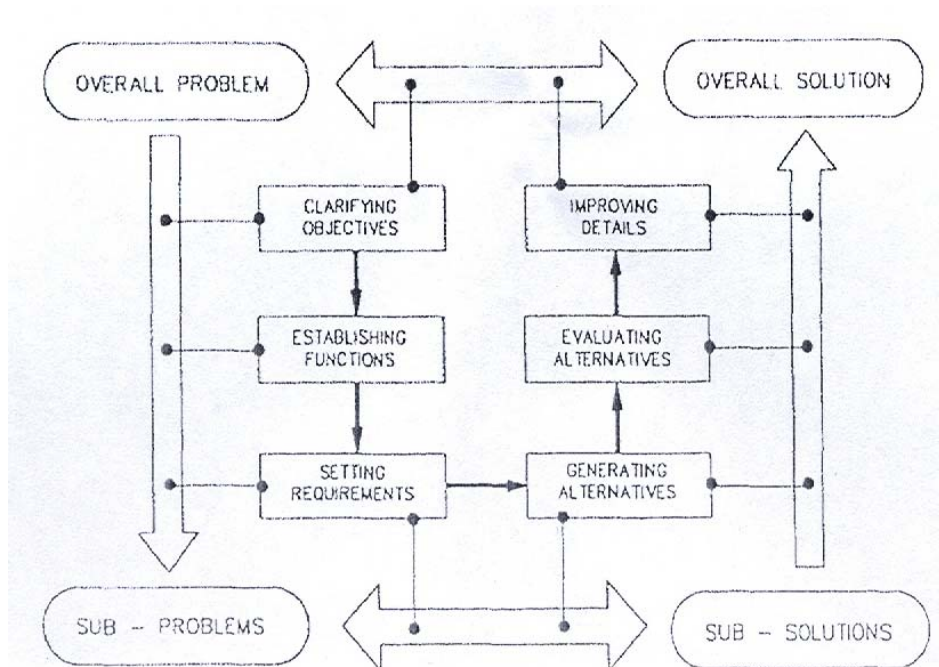 OVERALL PROBLEM
OVERALL SOLUTION
CLARIFYING
OBJECTIVES
IMPROVING
DETAILS
ESTABLISHING
FUNCTIONS
EVALUATING
ALTERNATIVES
SETTING
REQUIREMENTS
GENERATING
ALTERNATIVES
SUB - PROBLEMS
SUB - SOLUTIONS